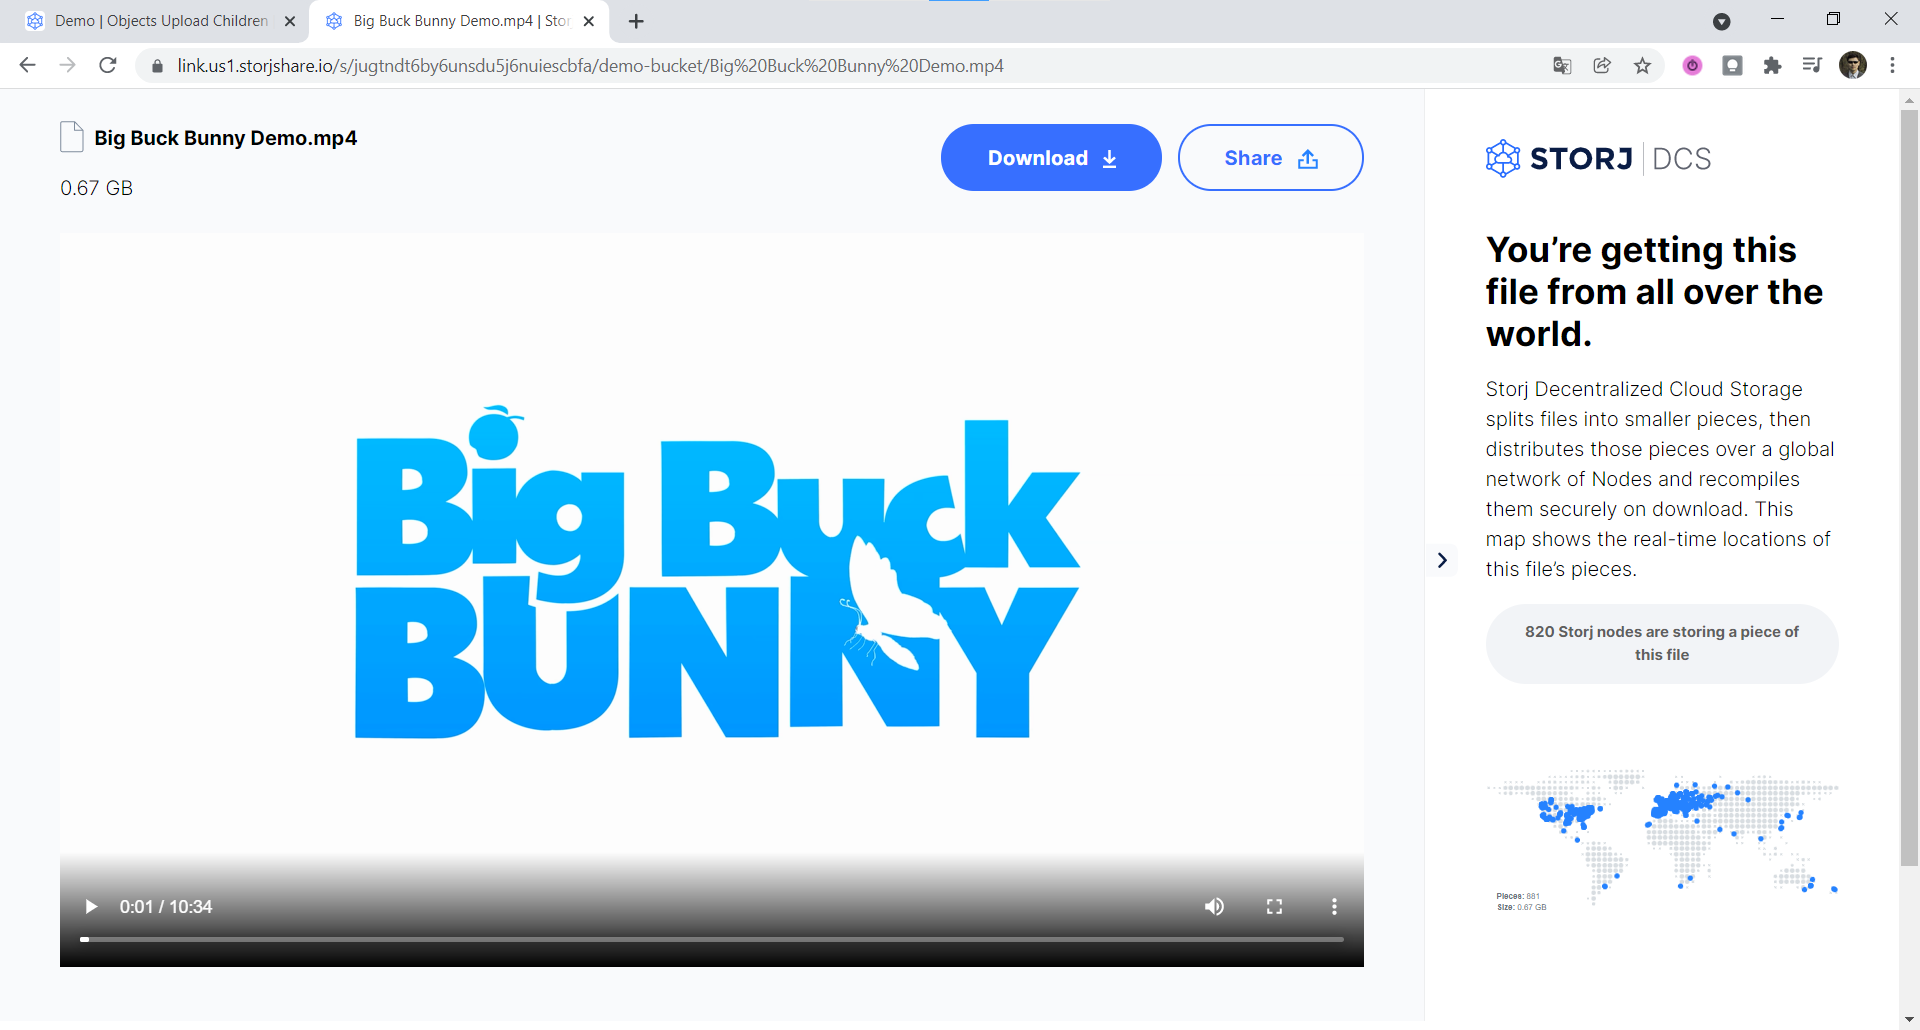 Demo | Objects Upload Children
Big Buck Bunny Demo.mp4 | Stor
link.us1.storjshare.io/s/jugtndt6by6unsdu5j6nuiescbfa/demo-bucket/Big%20Buck%20Bunny%20Demo.mp4
Big Buck Bunny Demo.mp4
0.67 GB
Download
Share
Big Buck
BUNNY
0:01 / 10:34
STORJ DCS
You’re getting this
file from all over the
world.
Storj Decentralized Cloud Storage
splits files into smaller pieces, then
distributes those pieces over a global
network of Nodes and recompiles
them securely on download. This
map shows the real-time locations of
this file’s pieces.
820 Storj nodes are storing a piece of
this file
Pieces: 881
Size: 0.67 GB